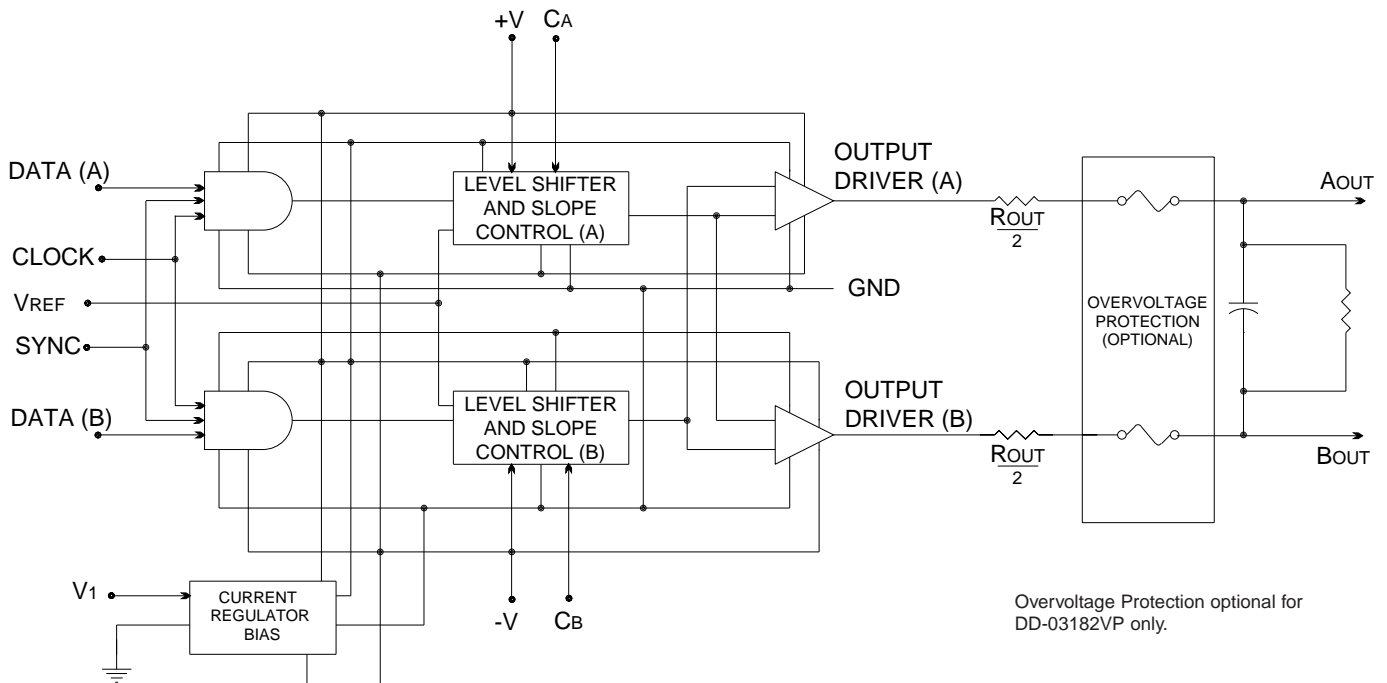 +V
CA
DATA (A)
CLOCK
VREF
SYNC
DATA (B)
LEVEL SHIFTER
AND SLOPE
CONTROL (A)
OUTPUT
DRIVER (A)
ROUT
2
GND
LEVEL SHIFTER
AND SLOPE
CONTROL (B)
OUTPUT
DRIVER (B)
ROUT
2
OVERVOLTAGE
PROTECTION
(OPTIONAL)
AOUT
BOUT
V1
CURRENT
REGULATOR
BIAS
-V
CB
Overvoltage Protection optional for
DD-03182VP only.